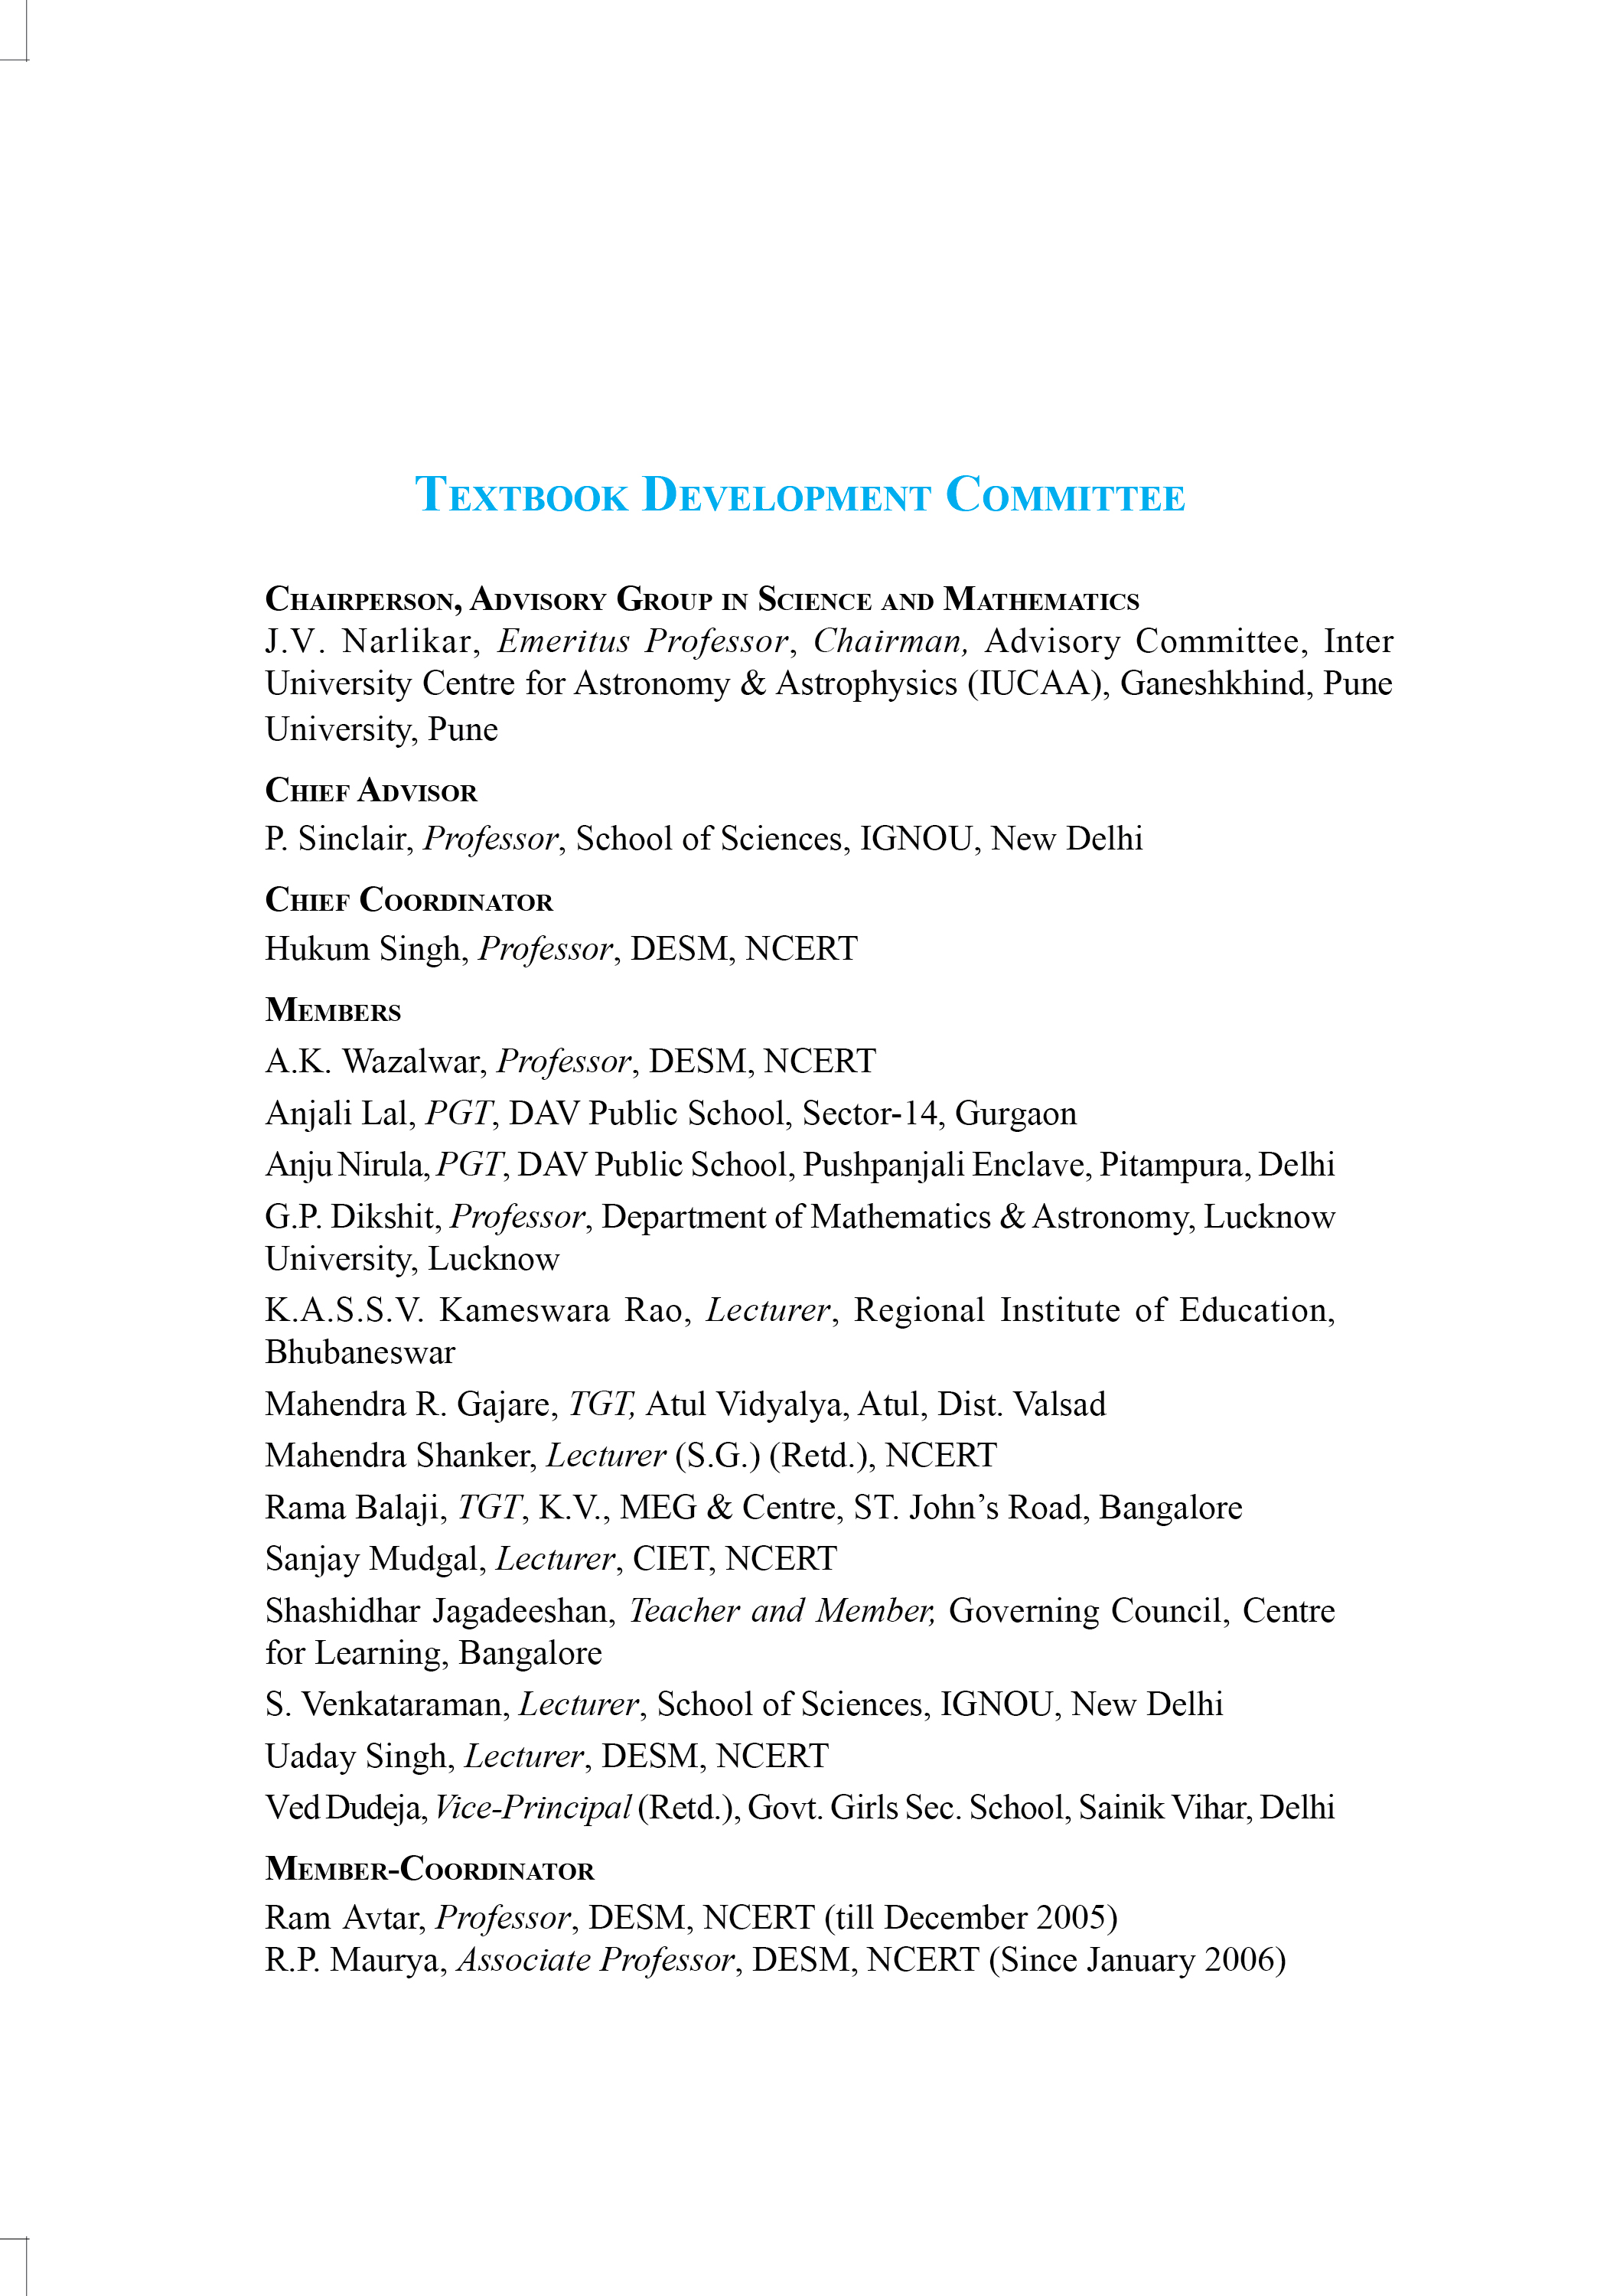 Textbook Development Committee
Chairperson, Advisory Group in Science and Mathematics
J.V. Narlikar, Emeritus Professor, Chairman, Advisory Committee, Inter
University Centre for Astronomy & Astrophysics (IUCAA), Ganeshkhind, Pune
University, Pune
Chief Advisor
P. Sinclair, Professor, School of Sciences, IGNOU, New Delhi
Chief Coordinator
Hukum Singh, Professor, DESM, NCERT
Members
A.K. Wazalwar, Professor, DESM, NCERT
Anjali Lal, PGT, DAV Public School, Sector-14, Gurgaon
Anju Nirula, PGT, DAV Public School, Pushpanjali Enclave, Pitampura, Delhi
G.P. Dikshit, Professor, Department of Mathematics & Astronomy, Lucknow
University, Lucknow
K.A.S.S.V. Kameswara Rao, Lecturer, Regional Institute of Education,
Bhubaneswar
Mahendra R. Gajare, TGT, Atul Vidyalya, Atul, Dist. Valsad
Mahendra Shanker, Lecturer (S.G.) (Retd.), NCERT
Rama Balaji, TGT, K.V., MEG & Centre, ST. John’s Road, Bangalore
Sanjay Mudgal, Lecturer, CIET, NCERT
Shashidhar Jagadeeshan, Teacher and Member, Governing Council, Centre
for Learning, Bangalore
S. Venkataraman, Lecturer, School of Sciences, IGNOU, New Delhi
Uaday Singh, Lecturer, DESM, NCERT
Ved Dudeja, Vice-Principal (Retd.), Govt. Girls Sec. School, Sainik Vihar, Delhi
Member-Coordinator
Ram Avtar, Professor, DESM, NCERT (till December 2005)
R.P. Maurya, Associate Professor, DESM, NCERT (Since January 2006)